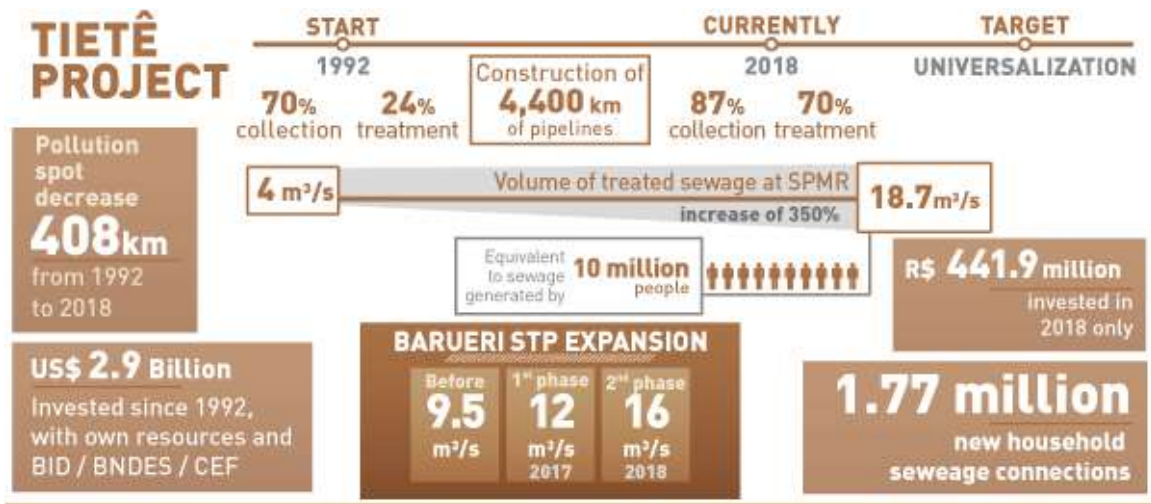 TIETÊ
PROJECT
START
CURRENTLY
TARGET
1992
2018
UNIVERSALIZATION
70%
collection
24%
treatment
Construction of
4,400 km
of pipelines
87%
collection
70%
treatment
Pollution
spot
decrease
408km
from 1992
to 2018
4 m³/s
Volume of treated sewage at SPMR
increase of 350%
18.7m³/s
Equivalent
to sewage
generated by
10 million
people
R$ 441.9 million
invested in
2018 only
US$ 2.9 Billion
Invested since 1992,
with own resources and
BID / BNDES / CEF
BARUERI STP EXPANSION
Before
9.5
m³/s
1st phase
12
m³/s
2017
2nd phase
16
m³/s
2018
1.77 million
new household
seweage connections